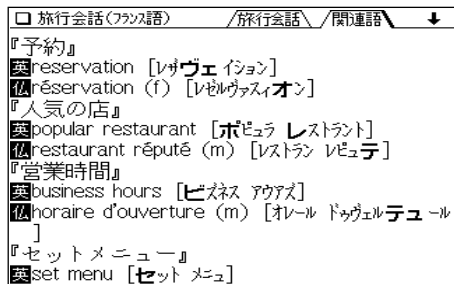 旅行会話(フランス語) 旅行会話 関連語 ↓
『予約』
英reservation [レザヴェイション]
仏réservation (f) [レゼルヴァスィオン]
『人気の店』
英popular restaurant [ポピュラ レストラント]
仏restaurant réputé (m) [レストラン レピュテ]
『営業時間』
英business hours [ビズネス アウアズ]
仏horaire d'ouverture (m) [オレール ドゥヴェルテュール
]
『セットメニュー』
英set menu [セット メニュ]